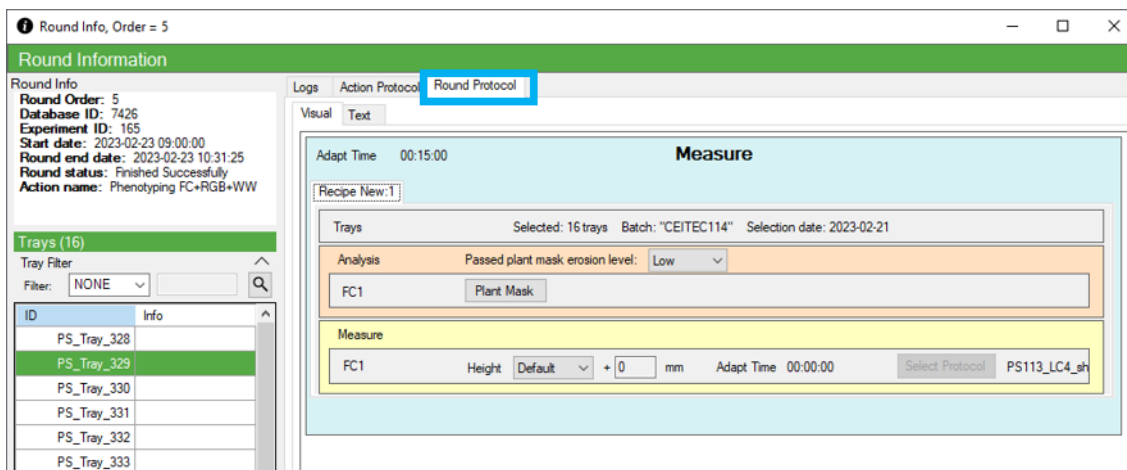 Round Info, Order = 5
Round Information
Round Info
Round Order: 5
Database ID: 7426
Experiment ID: 165
Start date: 2023-02-23 09:00:00
Round end date: 2023-02-23 10:31:25
Round status: Finished Successfully
Action name: Phenotyping FC+RGB+WW
Trays (16)
Tray Filter
Filter: NONE
ID Info
PS_Tray_328
PS_Tray_329
PS_Tray_330
PS_Tray_331
PS_Tray_332
PS_Tray_333
Logs Action Protocol Round Protocol
Visual Text
Adapt Time 00:15:00 Measure
Recipe New:1
Trays Selected: 16 trays Batch: "CEITEC114" Selection date: 2023-02-21
Analysis Passed plant mask erosion level: Low
FC1 Plant Mask
Measure
FC1 Height Default + 0 mm Adapt Time 00:00:00 Select Protocol PS113_LC4_sh